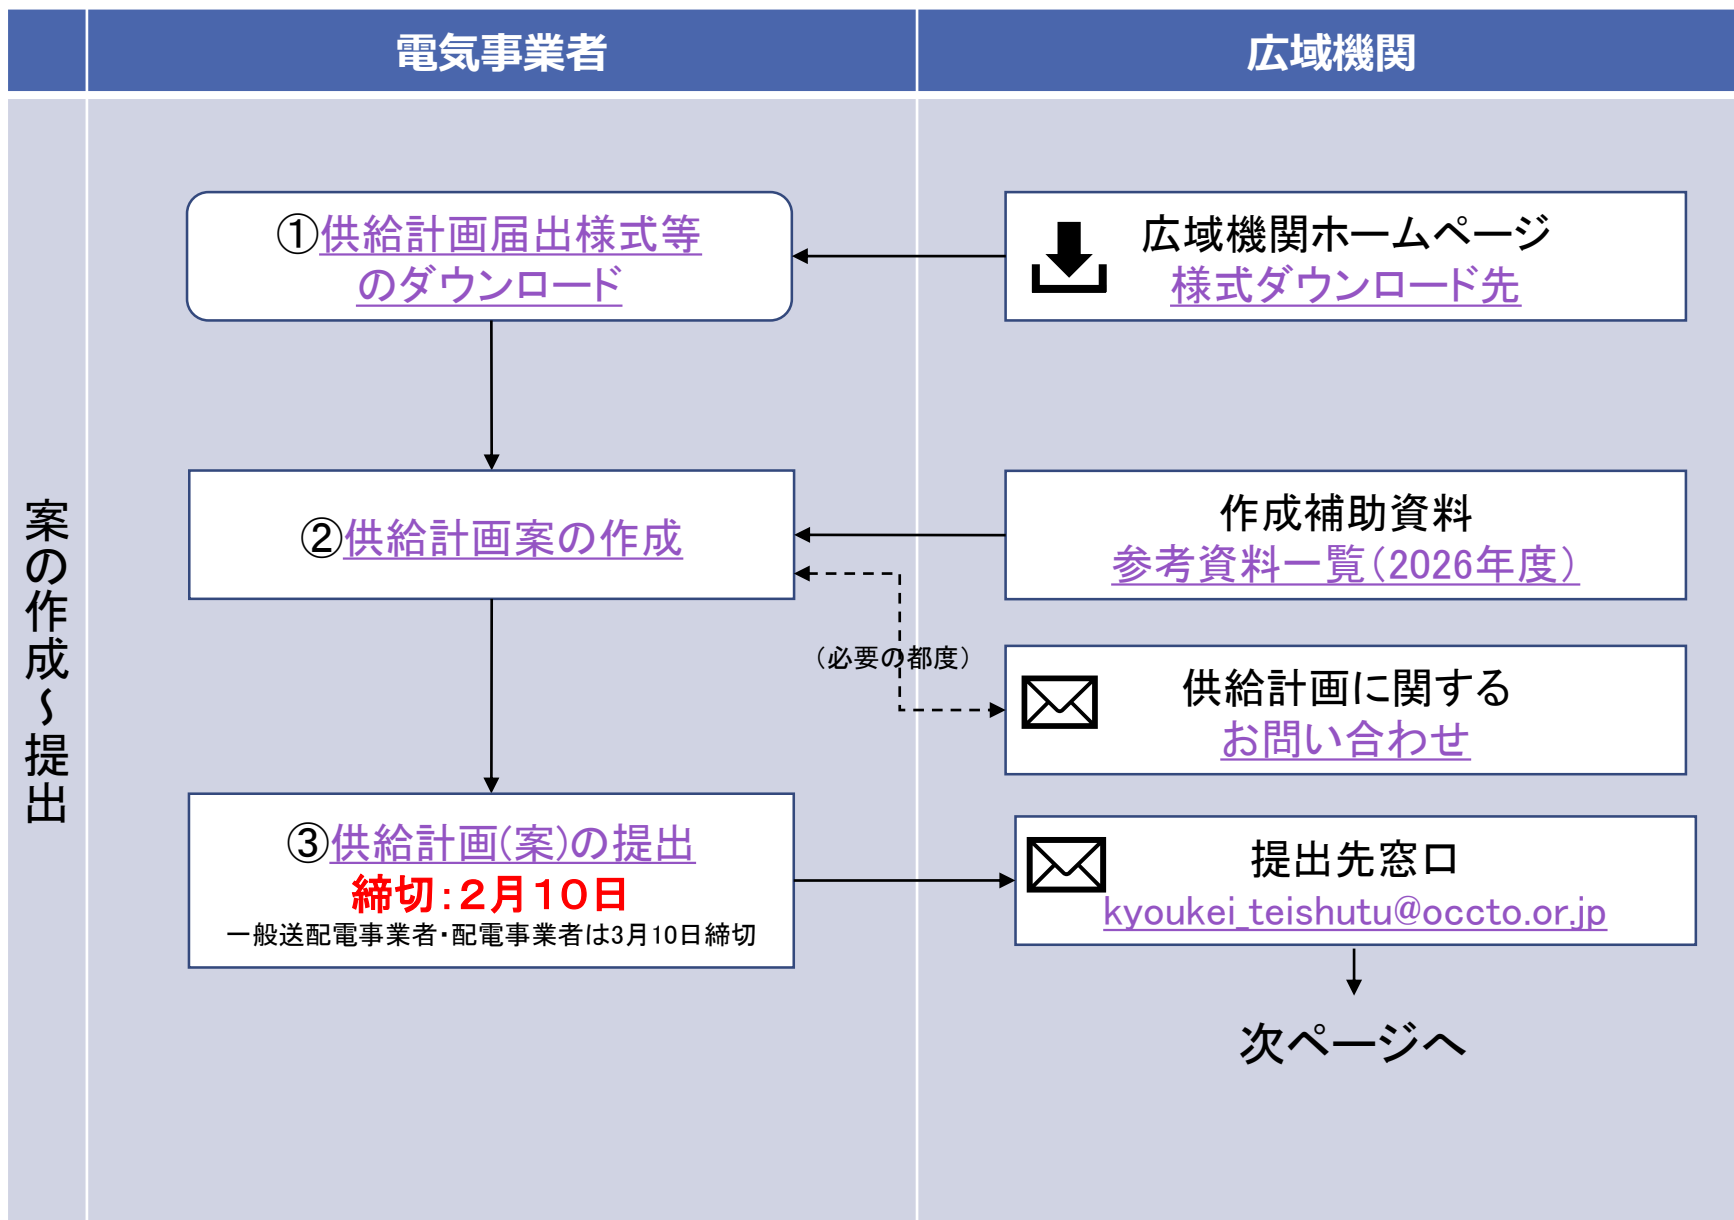 電気事業者
広域機関
案の作成～提出
①供給計画届出様式等
のダウンロード
広域機関ホームページ
様式ダウンロード先
②供給計画案の作成
作成補助資料
参考資料一覧(2026年度)
(必要の都度)
供給計画に関する
お問い合わせ
③供給計画(案)の提出
締切:2月10日
一般送配電事業者・配電事業者は3月10日締切
提出先窓口
kyoukei_teishutu@occto.or.jp
次ページへ